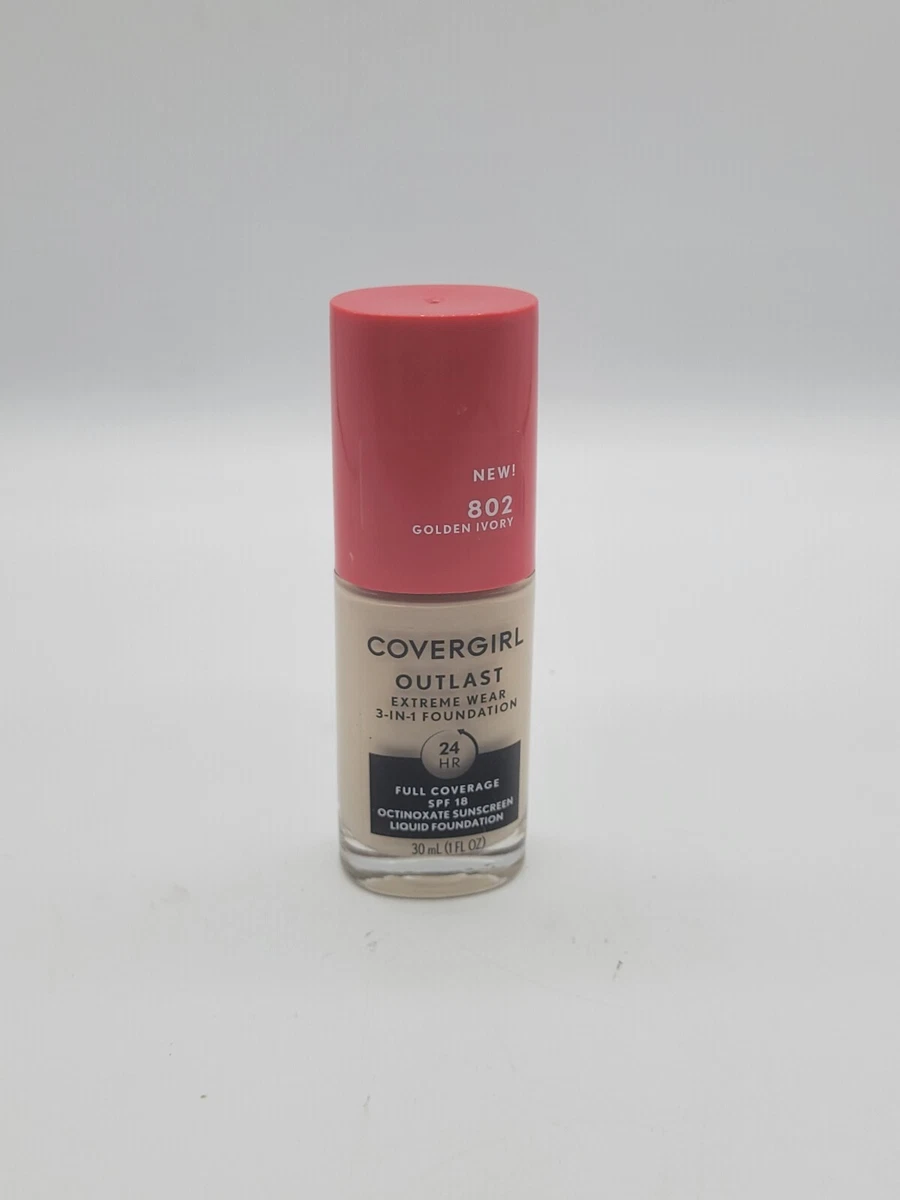 NEW!
802
GOLDEN IVORY
COVERGIRL
OUTLAST
EXTREME WEAR
3-IN-1 FOUNDATION
24
HR
FULL COVERAGE
SPF 18
OCTINOXATE SUNSCREEN
LIQUID FOUNDATION
30 mL (1 FL OZ)